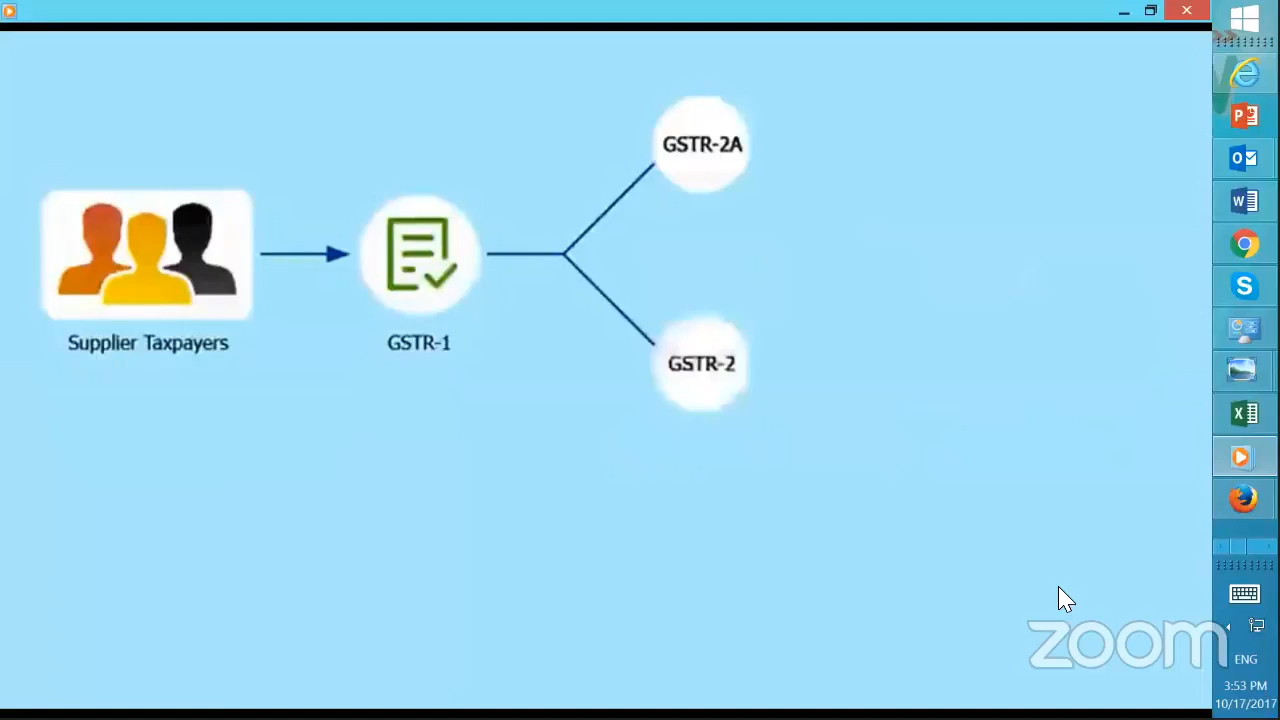 GSTR-2A
Supplier Taxpayers
GSTR-1
GSTR-2
zoom
ENG
3:53 PM
10/17/2017